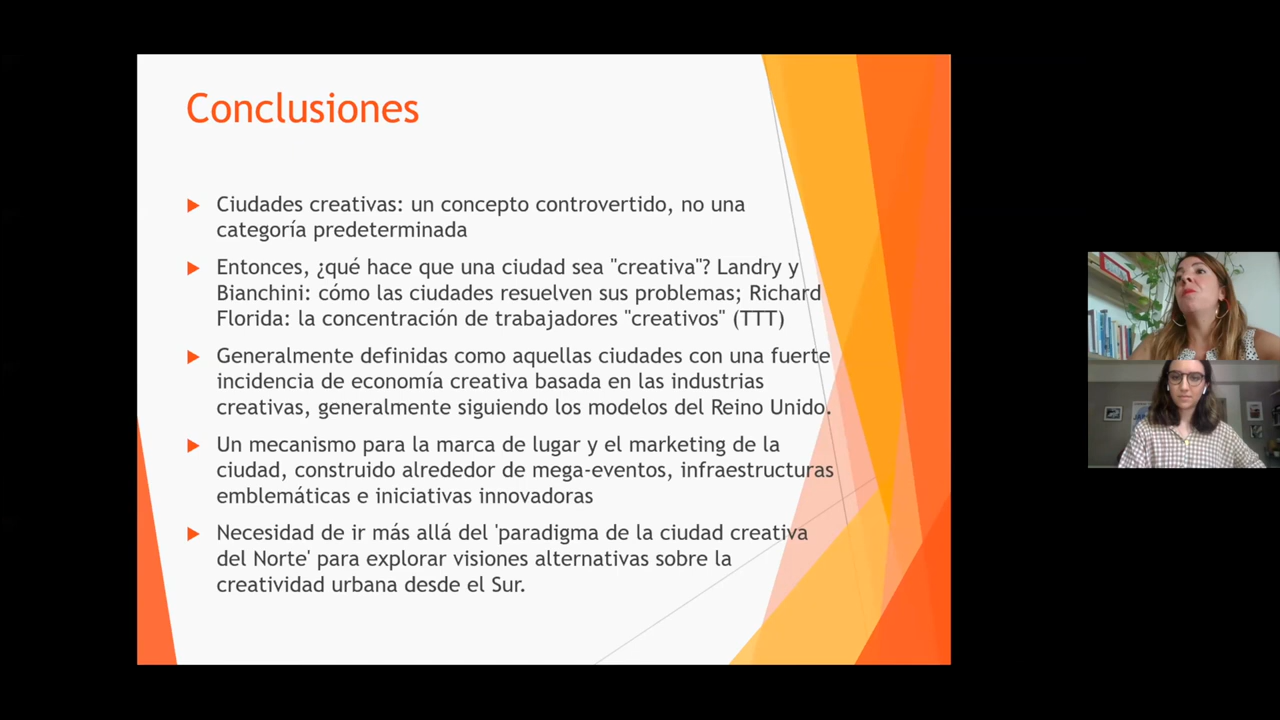 Conclusiones
Ciudades creativas: un concepto controvertido, no una
categoría predeterminada
Entonces, ¿qué hace que una ciudad sea "creativa"? Landry y
Bianchini: cómo las ciudades resuelven sus problemas; Richard
Florida: la concentración de trabajadores "creativos" (TTT)
Generalmente definidas como aquellas ciudades con una fuerte
incidencia de economía creativa basada en las industrias
creativas, generalmente siguiendo los modelos del Reino Unido.
Un mecanismo para la marca de lugar y el marketing de la
ciudad, construido alrededor de mega-eventos, infraestructuras
emblemáticas e iniciativas innovadoras
Necesidad de ir más allá del 'paradigma de la ciudad creativa
del Norte' para explorar visiones alternativas sobre la
creatividad urbana desde el Sur.